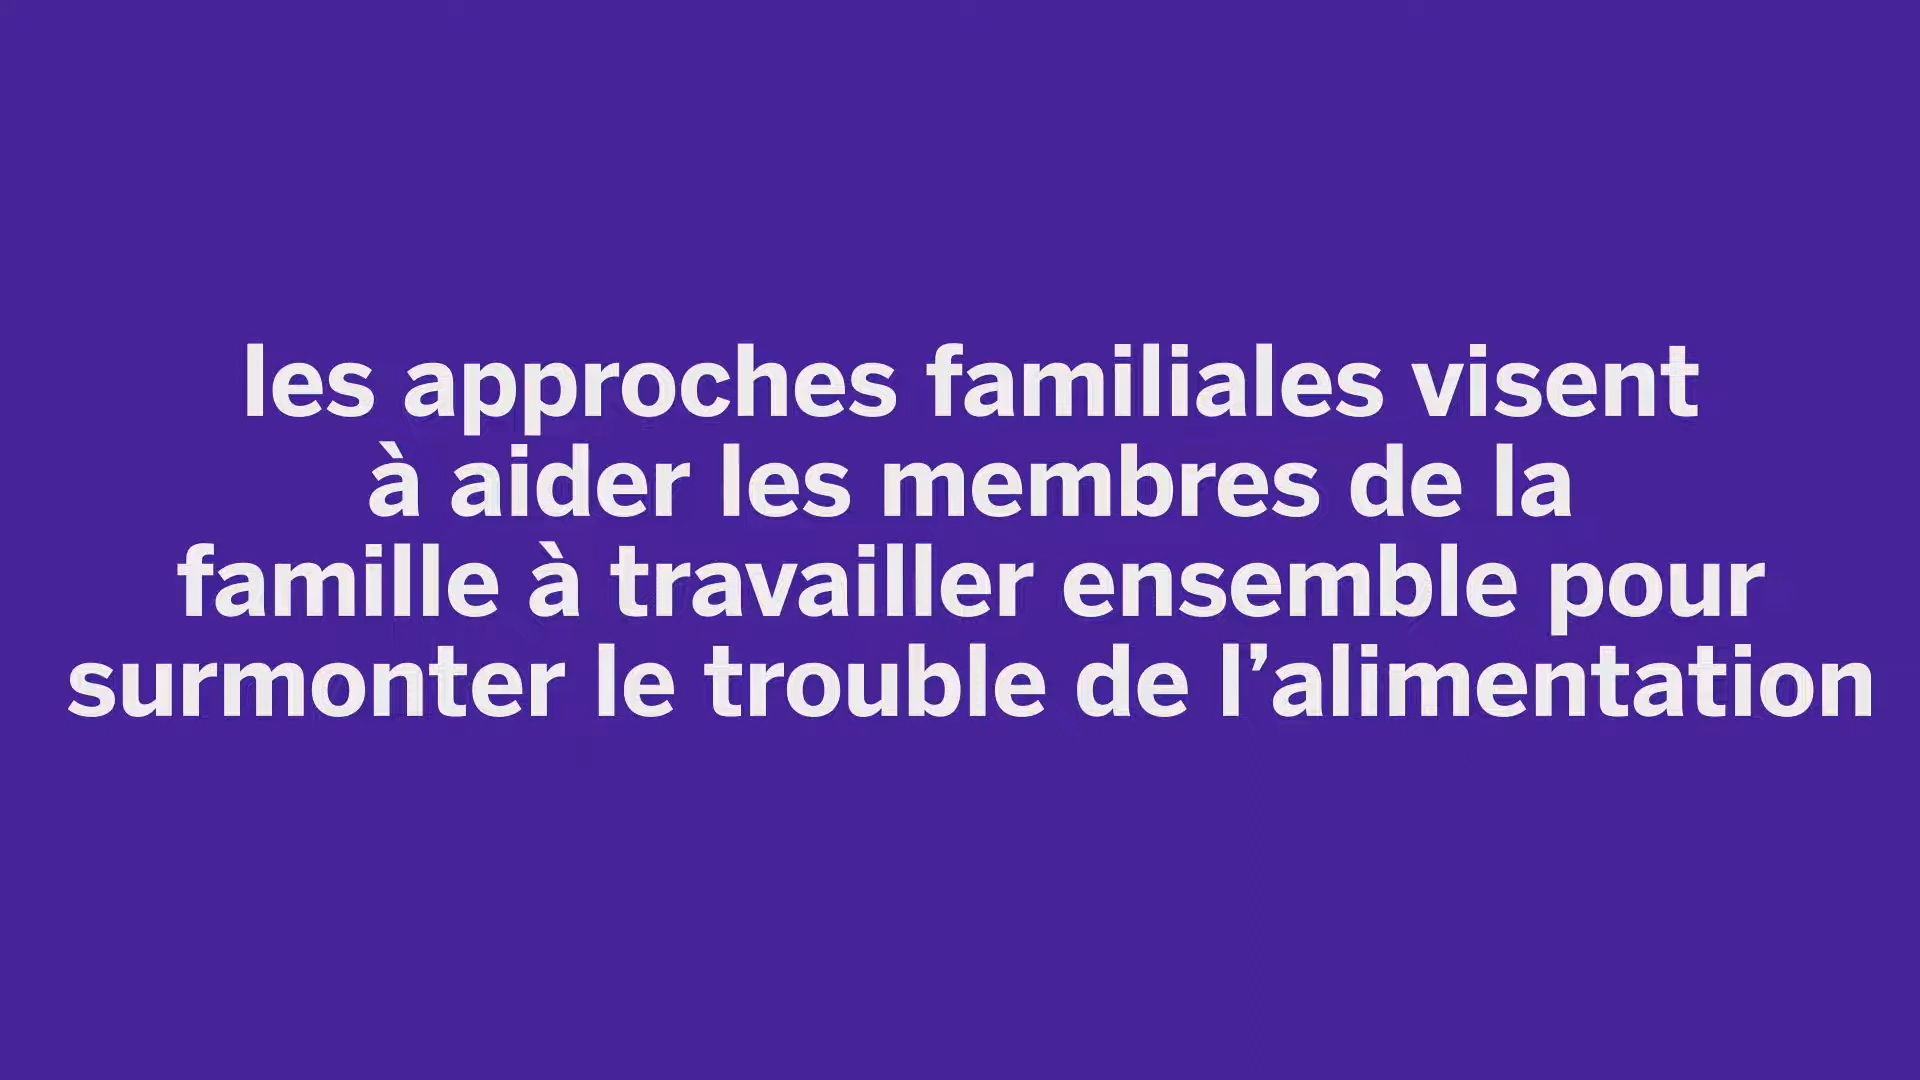 les approches familiales visent
à aider les membres de la
famille à travailler ensemble pour
surmonter le trouble de l’alimentation